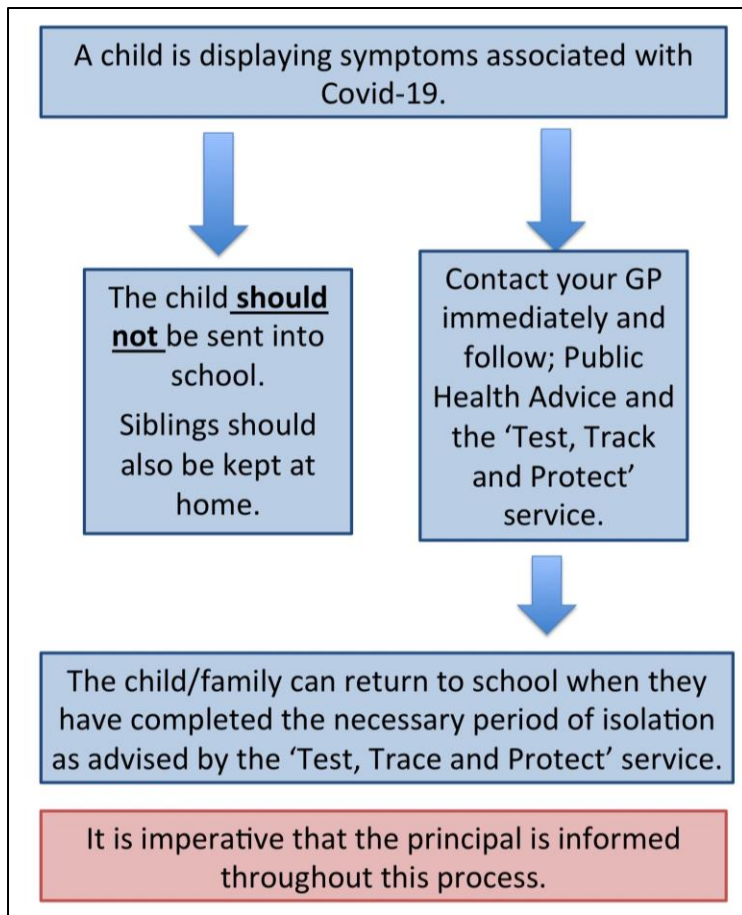 A child is displaying symptoms associated with
Covid-19.
The child should
not be sent into
school.
Siblings should
also be kept at
home.
Contact your GP
immediately and
follow; Public
Health Advice and
the ‘Test, Track
and Protect’
service.
The child/family can return to school when they
have completed the necessary period of isolation
as advised by the ‘Test, Trace and Protect’ service.
It is imperative that the principal is informed
throughout this process.